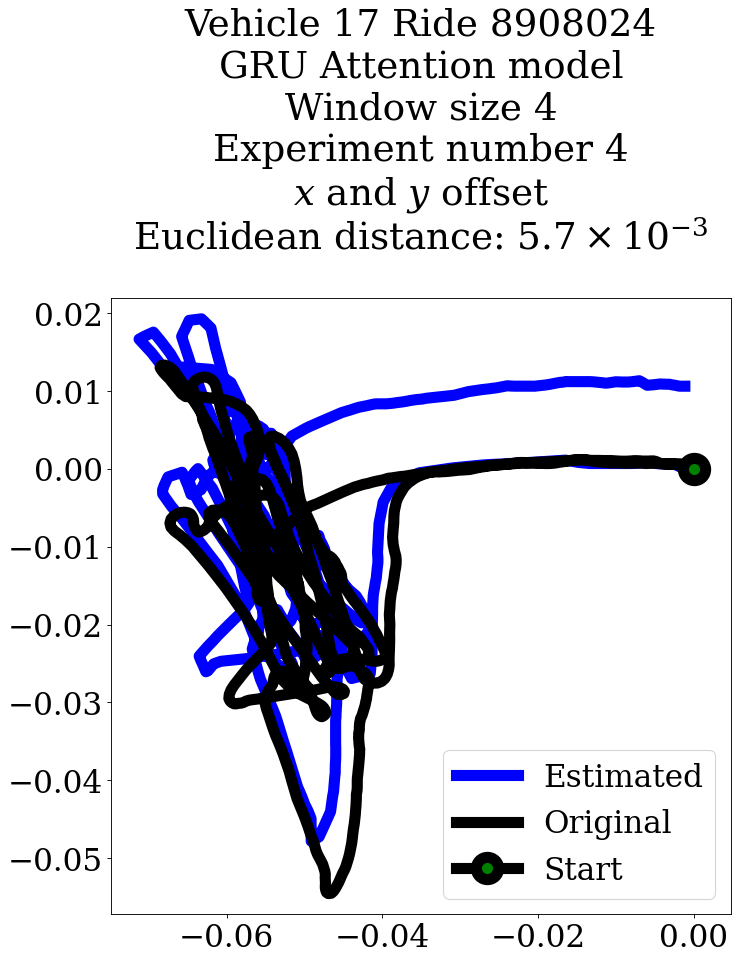 Vehicle 17 Ride 8908024
GRU Attention model
Window size 4
Experiment number 4
x and y offset
Euclidean distance: 5.7 × 10⁻³
0.02
0.01
0.00
−0.01
−0.02
−0.03
−0.04
−0.05
Estimated
Original
Start
−0.06 −0.04 −0.02 0.00